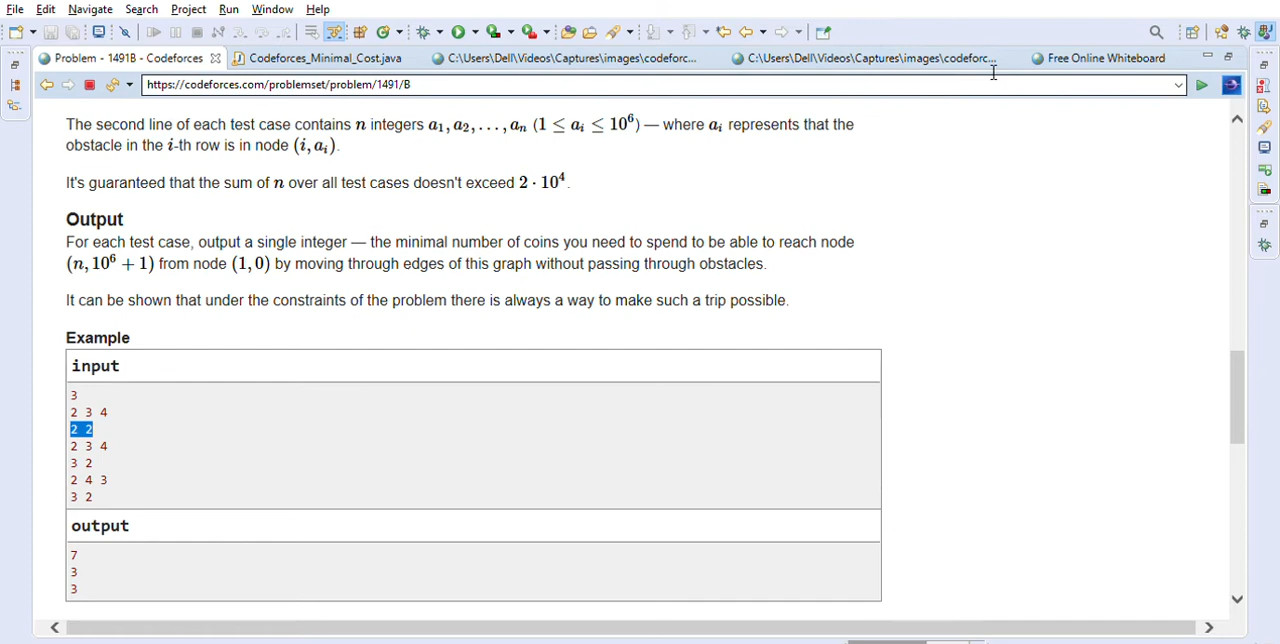 File Edit Navigate Search Project Run Window Help
Problem - 1491B - Codeforces
Codeforces_Minimal_Cost.java
C:\Users\Dell\Videos\Captures\images\codeforc...
C:\Users\Dell\Videos\Captures\images\codeforc...
Free Online Whiteboard
https://codeforces.com/problemset/problem/1491/B
The second line of each test case contains n integers a₁, a₂, …, aₙ (1 ≤ aᵢ ≤ 10⁶) — where aᵢ represents that the
obstacle in the i-th row is in node (i, aᵢ).
It's guaranteed that the sum of n over all test cases doesn't exceed 2 · 10⁴.
Output
For each test case, output a single integer — the minimal number of coins you need to spend to be able to reach node
(n, 10⁶ + 1) from node (1, 0) by moving through edges of this graph without passing through obstacles.
It can be shown that under the constraints of the problem there is always a way to make such a trip possible.
Example
input
3
2 3 4
2 2
2 3 4
3 2
2 4 3
3 2
output
7
3
3